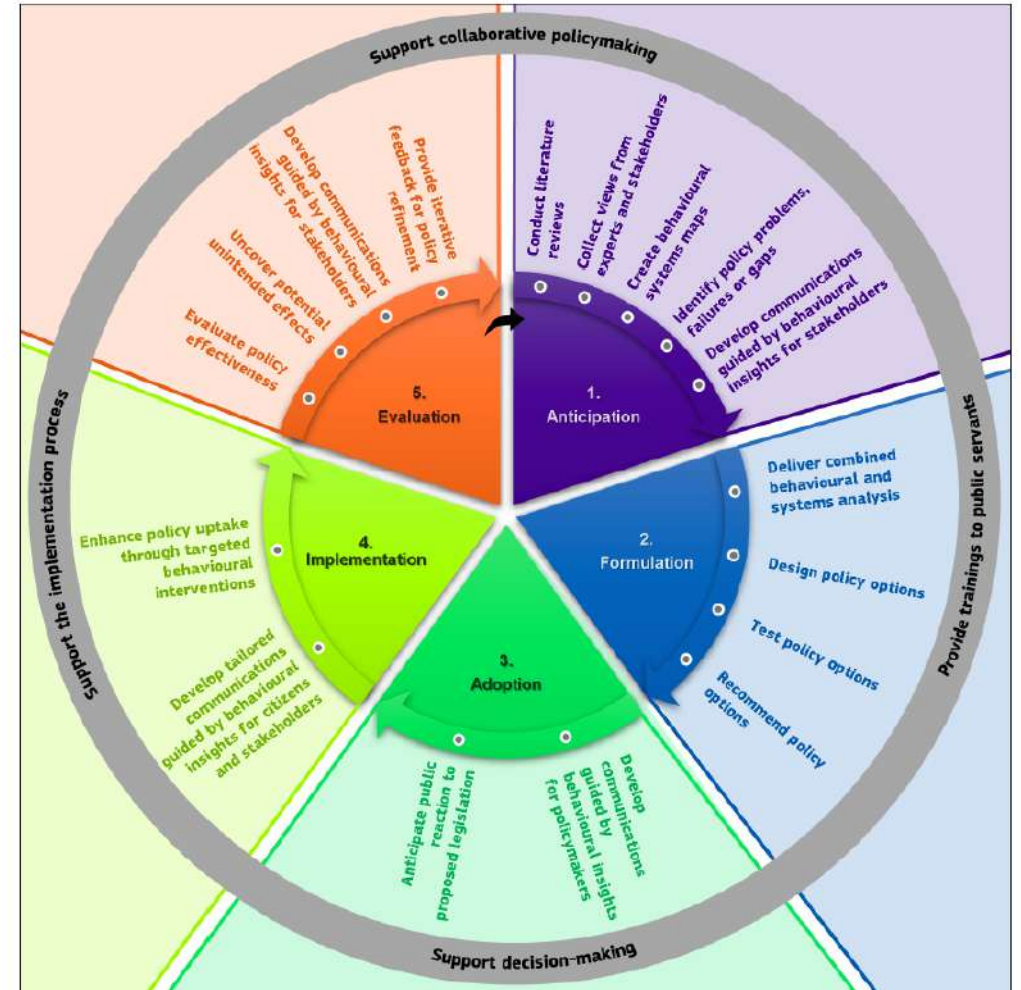 Support collaborative policymaking
Provide trainings to public servants
Support decision-making
Support the implementation process
1.
Anticipation
Conduct literature
reviews
Collect views from
experts and stakeholders
Create behavioural
systems maps
Identify policy problems,
failures or gaps
Develop communications
guided by behavioural
insights for stakeholders
2.
Formulation
Deliver combined
behavioural and
systems analysis
Design policy options
Test policy options
Recommend policy
options
3.
Adoption
Develop
communications
guided by
behavioural insights
for policymakers
Anticipate public
reaction to
proposed legislation
4.
Implementation
Develop tailored
communications
guided by behavioural
insights for citizens
and stakeholders
Enhance policy uptake
through targeted
behavioural
interventions
5.
Evaluation
Evaluate policy
effectiveness
Uncover potential
unintended effects
Develop communications
guided by behavioural
insights for stakeholders
Provide iterative
feedback for policy
refinement